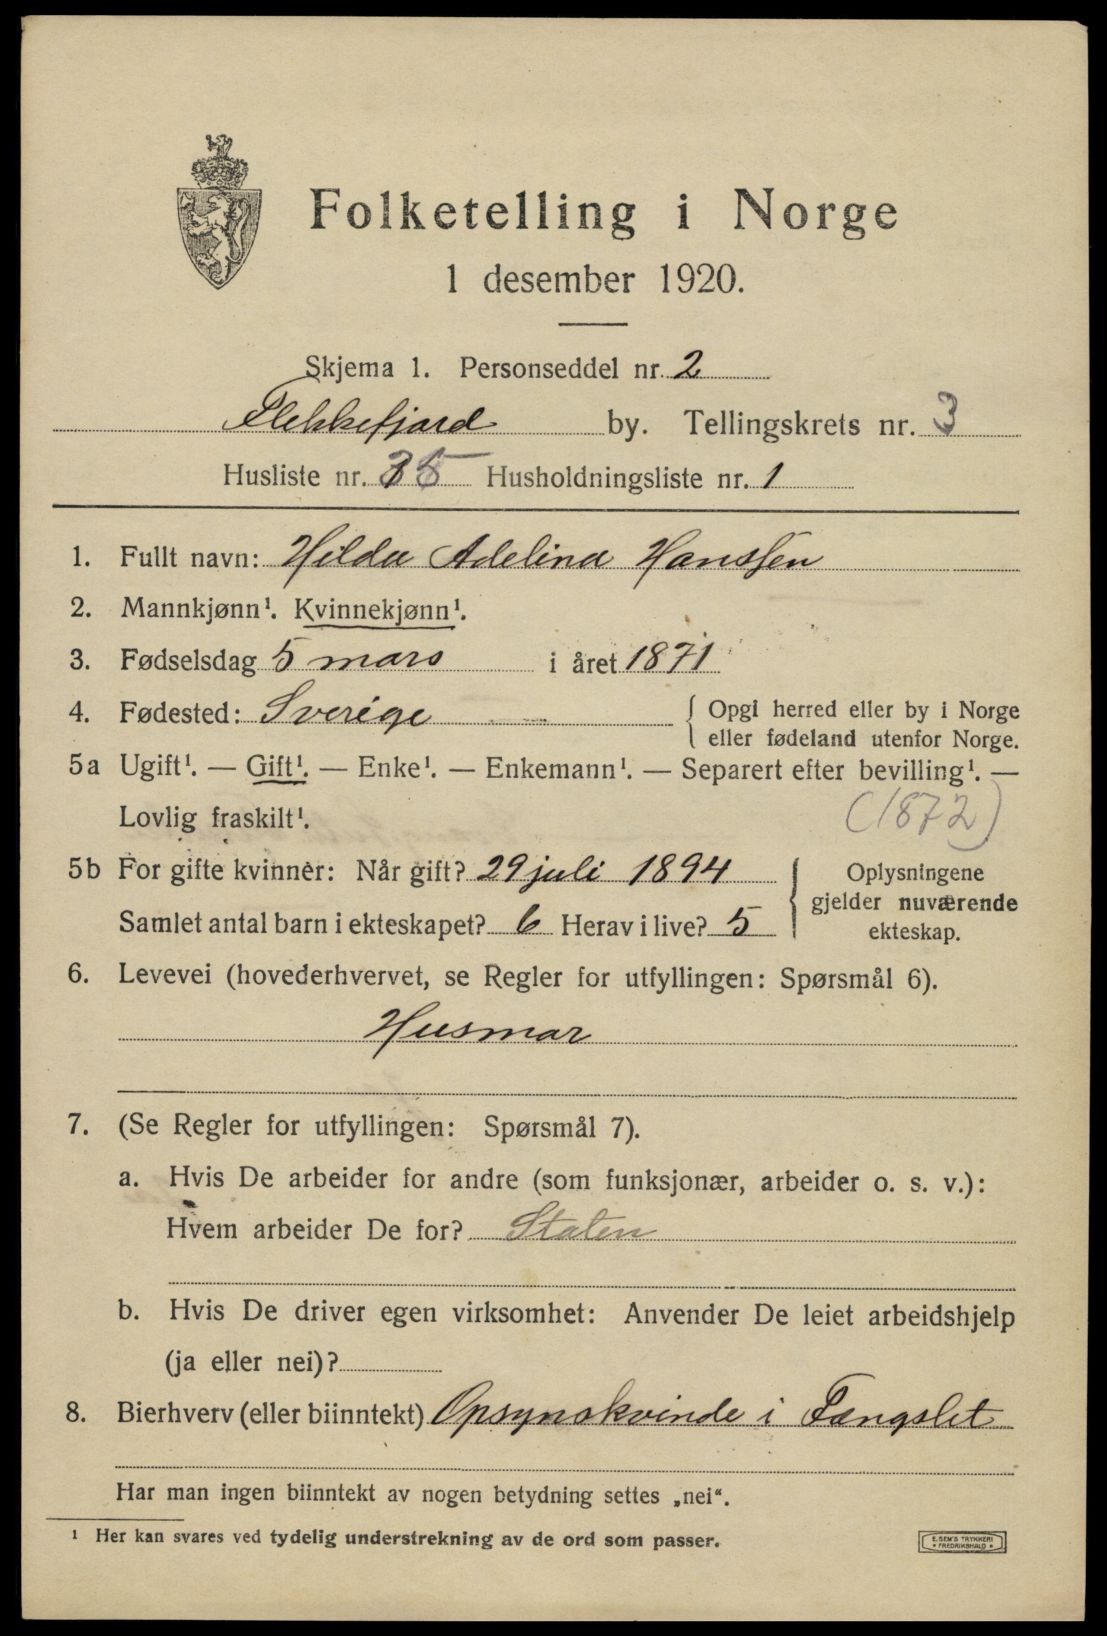 Folketelling i Norge
1 desember 1920.
Skjema 1. Personseddel nr. 2
Flekkefjord by. Tellingskrets nr. 3
Husliste nr. Husholdningsliste nr. 1
1. Fullt navn: Hilda Adelina Hanssen
2. Mannkjønn¹. Kvinnekjønn¹.
3. Fødselsdag 5 mars i året 1871
4. Fødested: Sverige { Opgi herred eller by i Norge
eller fødeland utenfor Norge.
5a Ugift¹. — Gift¹. — Enke¹. — Enkemann¹. — Separert efter bevilling¹. —
Lovlig fraskilt¹. (1872)
5b For gifte kvinner: Når gift? 29 juli 1894 { Oplysningene
gjelder nuværende
Samlet antal barn i ekteskapet? 6 Herav i live? 5 ekteskap.
6. Levevei (hovederhvervet, se Regler for utfyllingen: Spørsmål 6).
Husmor
7. (Se Regler for utfyllingen: Spørsmål 7).
a. Hvis De arbeider for andre (som funksjonær, arbeider o. s. v.):
Hvem arbeider De for? Staten
b. Hvis De driver egen virksomhet: Anvender De leiet arbeidshjelp
(ja eller nei)?
8. Bierhverv (eller biinntekt) Opsynskvinde i Fængslet
Har man ingen biinntekt av nogen betydning settes „nei“.
¹ Her kan svares ved tydelig understrekning av de ord som passer.
E. SEM'S TRYKKERI
* FREDRIKSHALD *